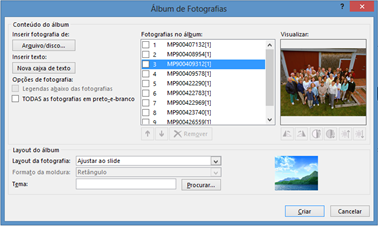 Álbum de Fotografias
Conteúdo do álbum
Inserir fotografia de:
Arquivo/disco...
Inserir texto:
Nova caixa de texto
Opções de fotografia:
Legendas abaixo das fotografias
TODAS as fotografias em preto_e-branco
Fotografias no álbum:
1 MP900407132[1]
2 MP900408954[1]
3 MP900409312[1]
4 MP900409578[1]
5 MP900422290[1]
6 MP900422783[1]
7 MP900422969[1]
8 MP900423740[1]
9 MP900426559[1]
Remover
Visualizar:
Layout do álbum
Layout da fotografia: Ajustar ao slide
Formato da moldura: Retângulo
Tema:
Procurar...
Criar
Cancelar